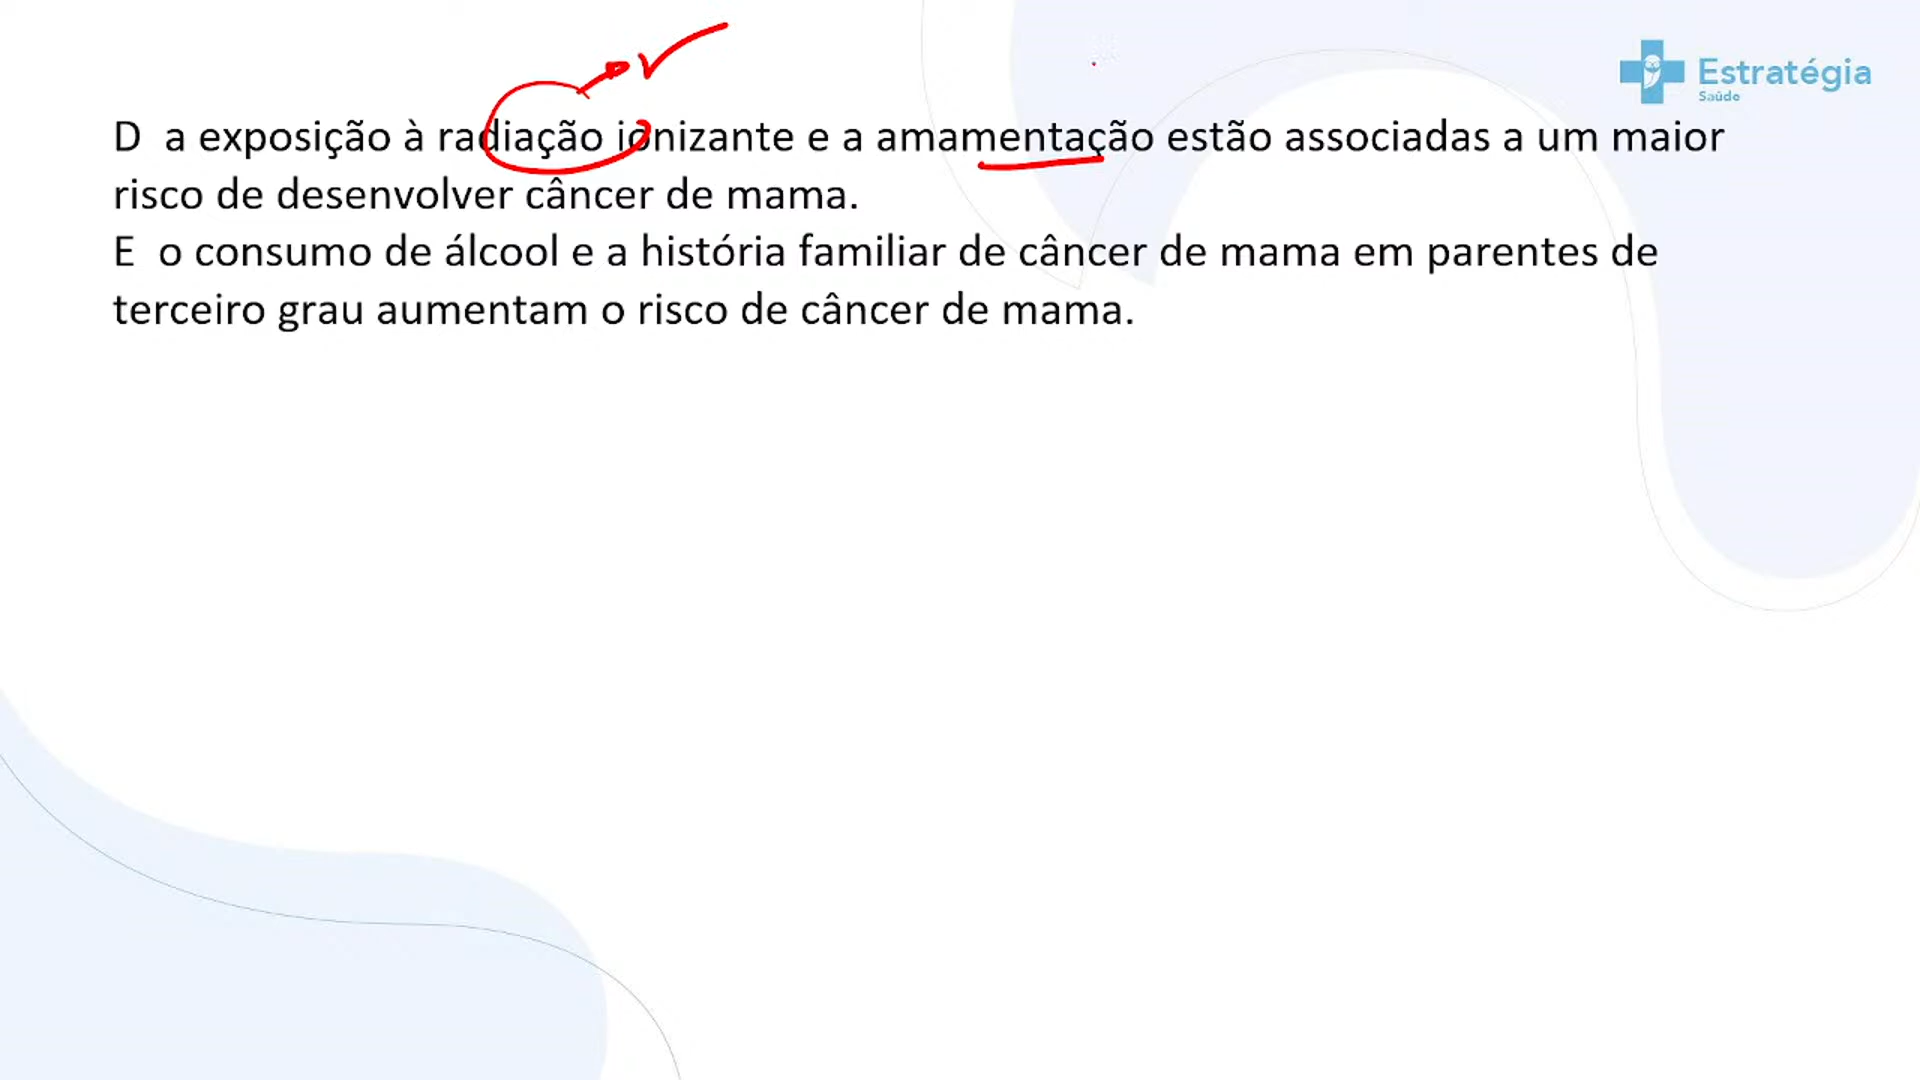 Estratégia
Saúde
D a exposição à radiação ionizante e a amamentação estão associadas a um maior
risco de desenvolver câncer de mama.
E o consumo de álcool e a história familiar de câncer de mama em parentes de
terceiro grau aumentam o risco de câncer de mama.